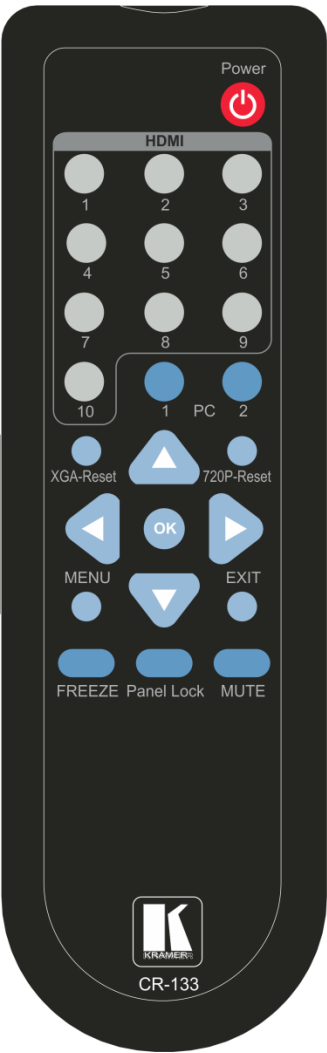 Power
HDMI
1 2 3
4 5 6
7 8 9
10 1 PC 2
XGA-Reset 720P-Reset
OK
MENU EXIT
FREEZE Panel Lock MUTE
K
KRAMER
CR-133